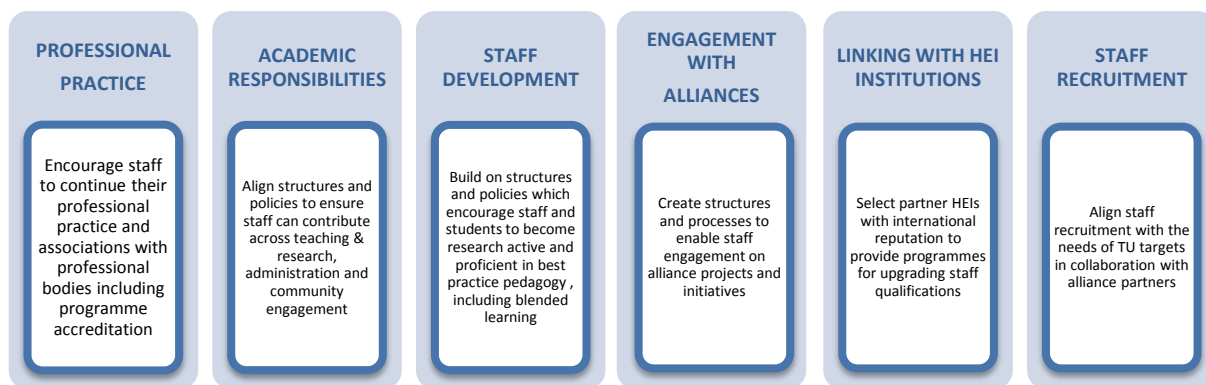 PROFESSIONAL
PRACTICE
Encourage staff
to continue their
professional
practice and
associations with
professional
bodies including
programme
accreditation
ACADEMIC
RESPONSIBILITIES
Align structures and
policies to ensure
staff can contribute
across teaching &
research,
administration and
community
engagement
STAFF
DEVELOPMENT
Build on structures
and policies which
encourage staff and
students to become
research active and
proficient in best
practice pedagogy ,
including blended
learning
ENGAGEMENT
WITH
ALLIANCES
Create structures
and processes to
enable staff
engagement on
alliance projects and
initiatives
LINKING WITH HEI
INSTITUTIONS
Select partner HEIs
with international
reputation to
provide programmes
for upgrading staff
qualifications
STAFF
RECRUITMENT
Align staff
recruitment with the
needs of TU targets
in collaboration with
alliance partners